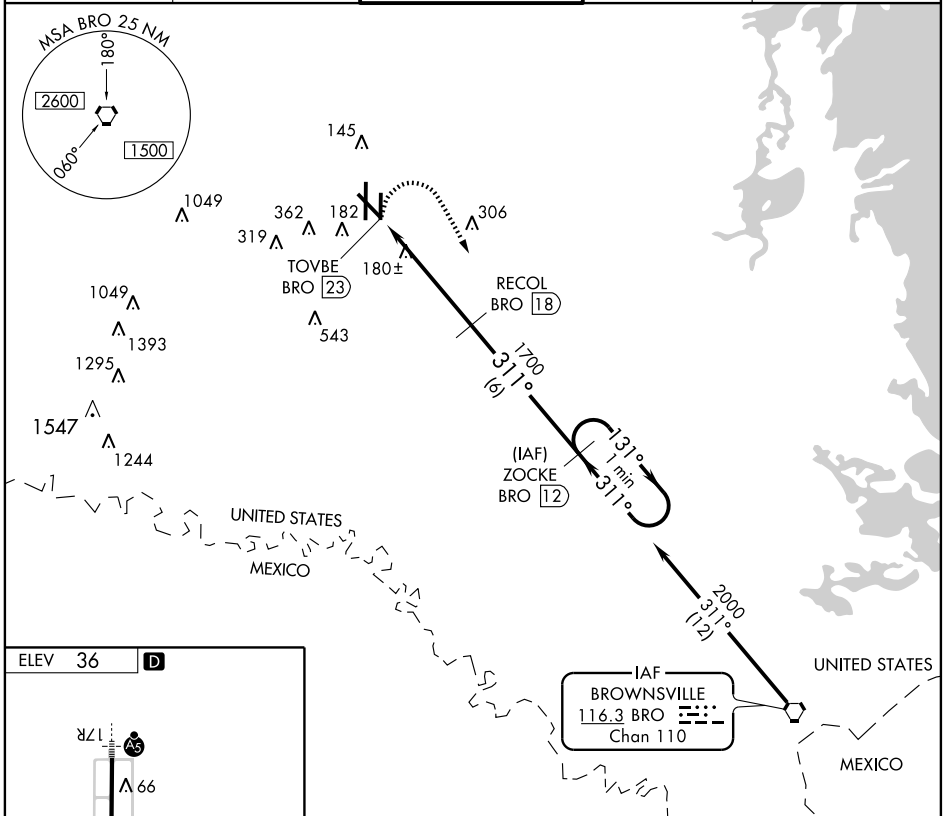 MSA BRO 25 NM
180°
2600
1500
060°
145
1049
362
182
306
319
TOVBE
BRO 23
180±
RECOL
BRO 18
1049
1393
543
1295
1700
311°
(6)
1547
1244
(IAF)
ZOCKE
BRO 12
131°
1 min
311°
UNITED STATES
MEXICO
2000
311°
(12)
ELEV 36
D
IAF
BROWNSVILLE
116.3 BRO
Chan 110
UNITED STATES
MEXICO
17R
A5
66